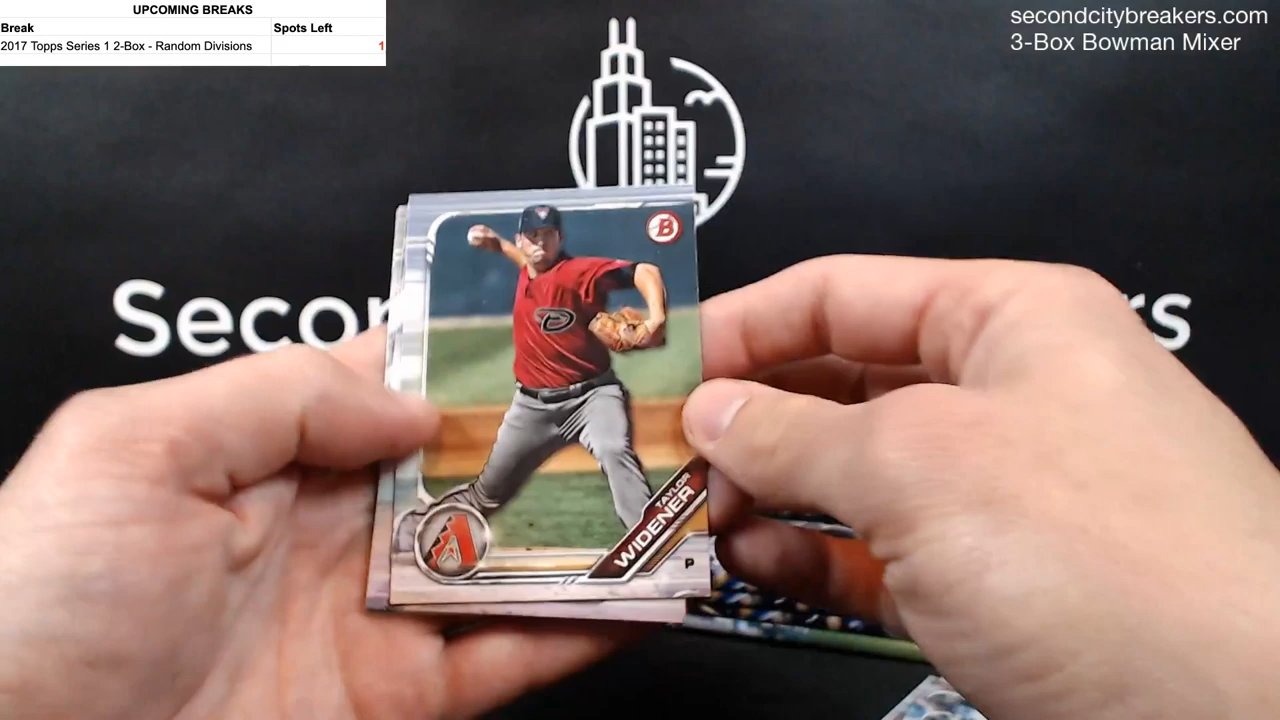 UPCOMING BREAKS
Break Spots Left
2017 Topps Series 1 2-Box - Random Divisions 1
secondcitybreakers.com
3-Box Bowman Mixer
Secon
rs
B
D
A
TAYLOR
WIDENER
P